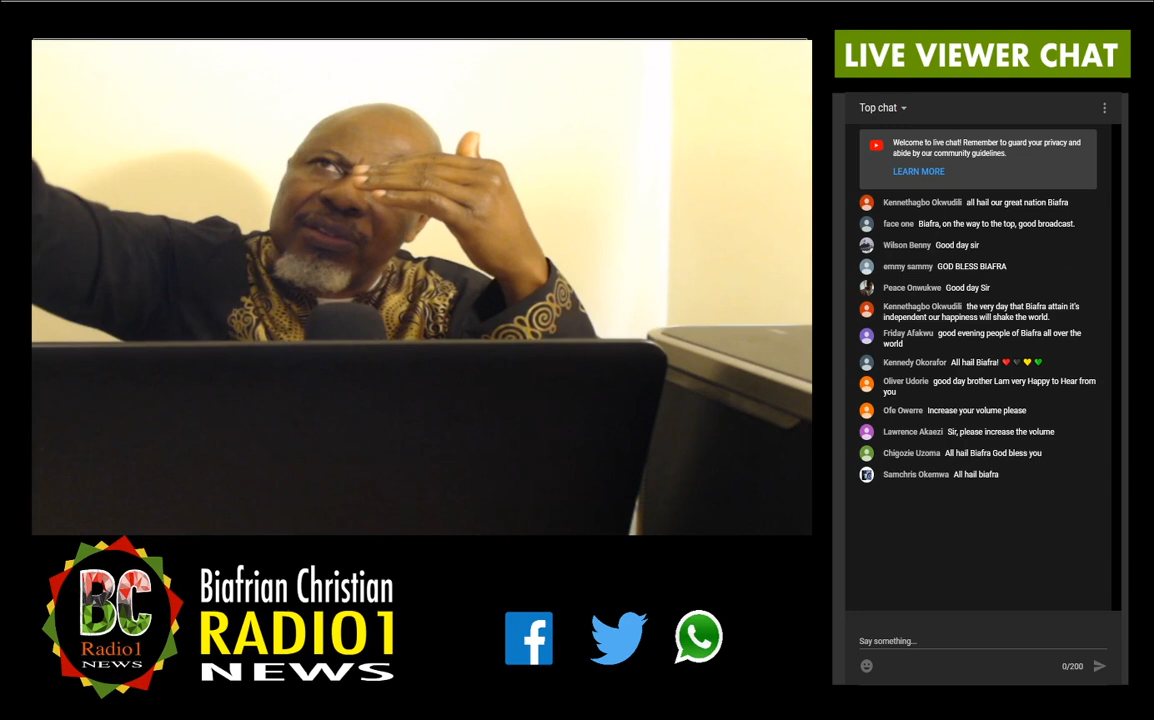 LIVE VIEWER CHAT
Top chat
Welcome to live chat! Remember to guard your privacy and
abide by our community guidelines.
LEARN MORE
Kennethagbo Okwudili all hail our great nation Biafra
face one Biafra, on the way to the top, good broadcast.
Wilson Benny Good day sir
emmy sammy GOD BLESS BIAFRA
Peace Onwukwe Good day Sir
Kennethagbo Okwudili the very day that Biafra attain it's
independent our happiness will shake the world.
Friday Afakwu good evening people of Biafra all over the
world
Kennedy Okorafor All hail Biafra! ❤️ 🖤 💛 💚
Oliver Udorie good day brother I,am very Happy to Hear from
you
Ofe Owerre Increase your volume please
Lawrence Akaezi Sir, please increase the volume
Chigozie Uzoma All hail Biafra God bless you
Samchris Okemwa All hail biafra
Say something...
0/200
BC
Radio1
NEWS
Biafrian Christian
RADIO1
NEWS